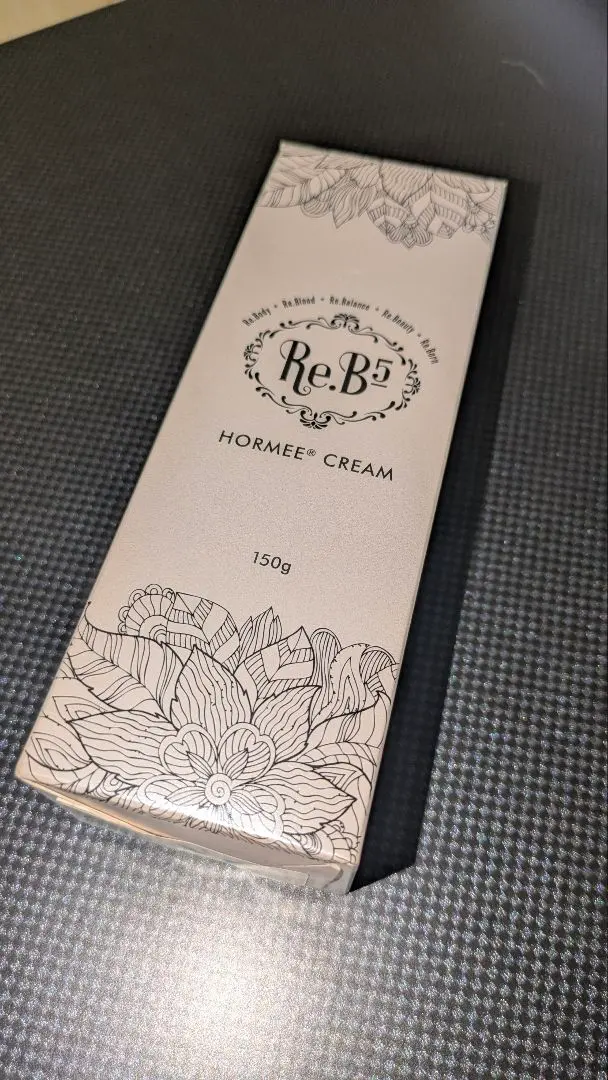 Re.Body • Re.Blood • Re.Balance • Re.Beauty • Re.Born
Re.B5
HORMEE® CREAM
150g